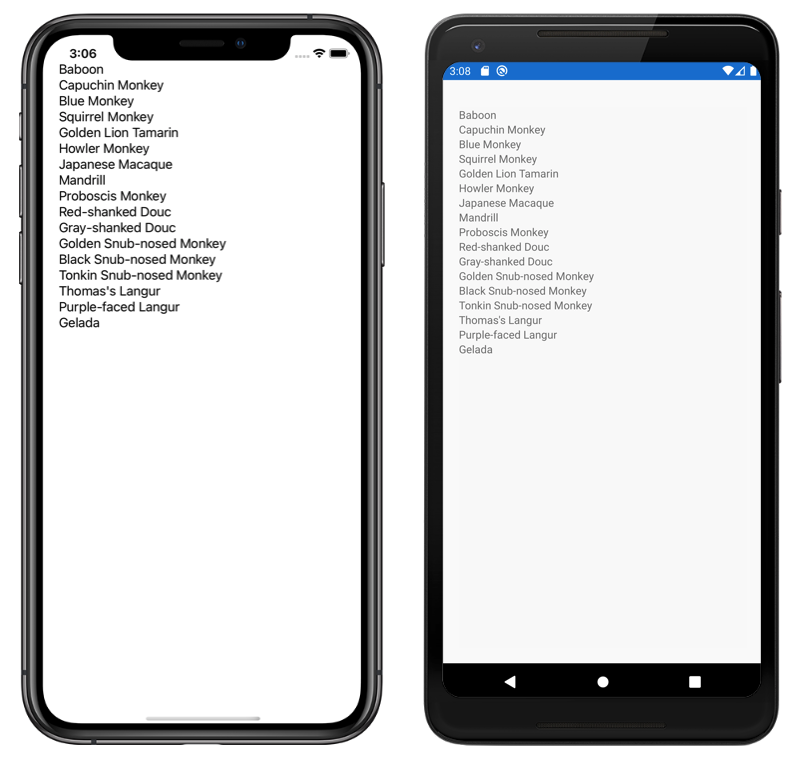 3:06
Baboon
Capuchin Monkey
Blue Monkey
Squirrel Monkey
Golden Lion Tamarin
Howler Monkey
Japanese Macaque
Mandrill
Proboscis Monkey
Red-shanked Douc
Gray-shanked Douc
Golden Snub-nosed Monkey
Black Snub-nosed Monkey
Tonkin Snub-nosed Monkey
Thomas's Langur
Purple-faced Langur
Gelada
3:08
Baboon
Capuchin Monkey
Blue Monkey
Squirrel Monkey
Golden Lion Tamarin
Howler Monkey
Japanese Macaque
Mandrill
Proboscis Monkey
Red-shanked Douc
Gray-shanked Douc
Golden Snub-nosed Monkey
Black Snub-nosed Monkey
Tonkin Snub-nosed Monkey
Thomas's Langur
Purple-faced Langur
Gelada